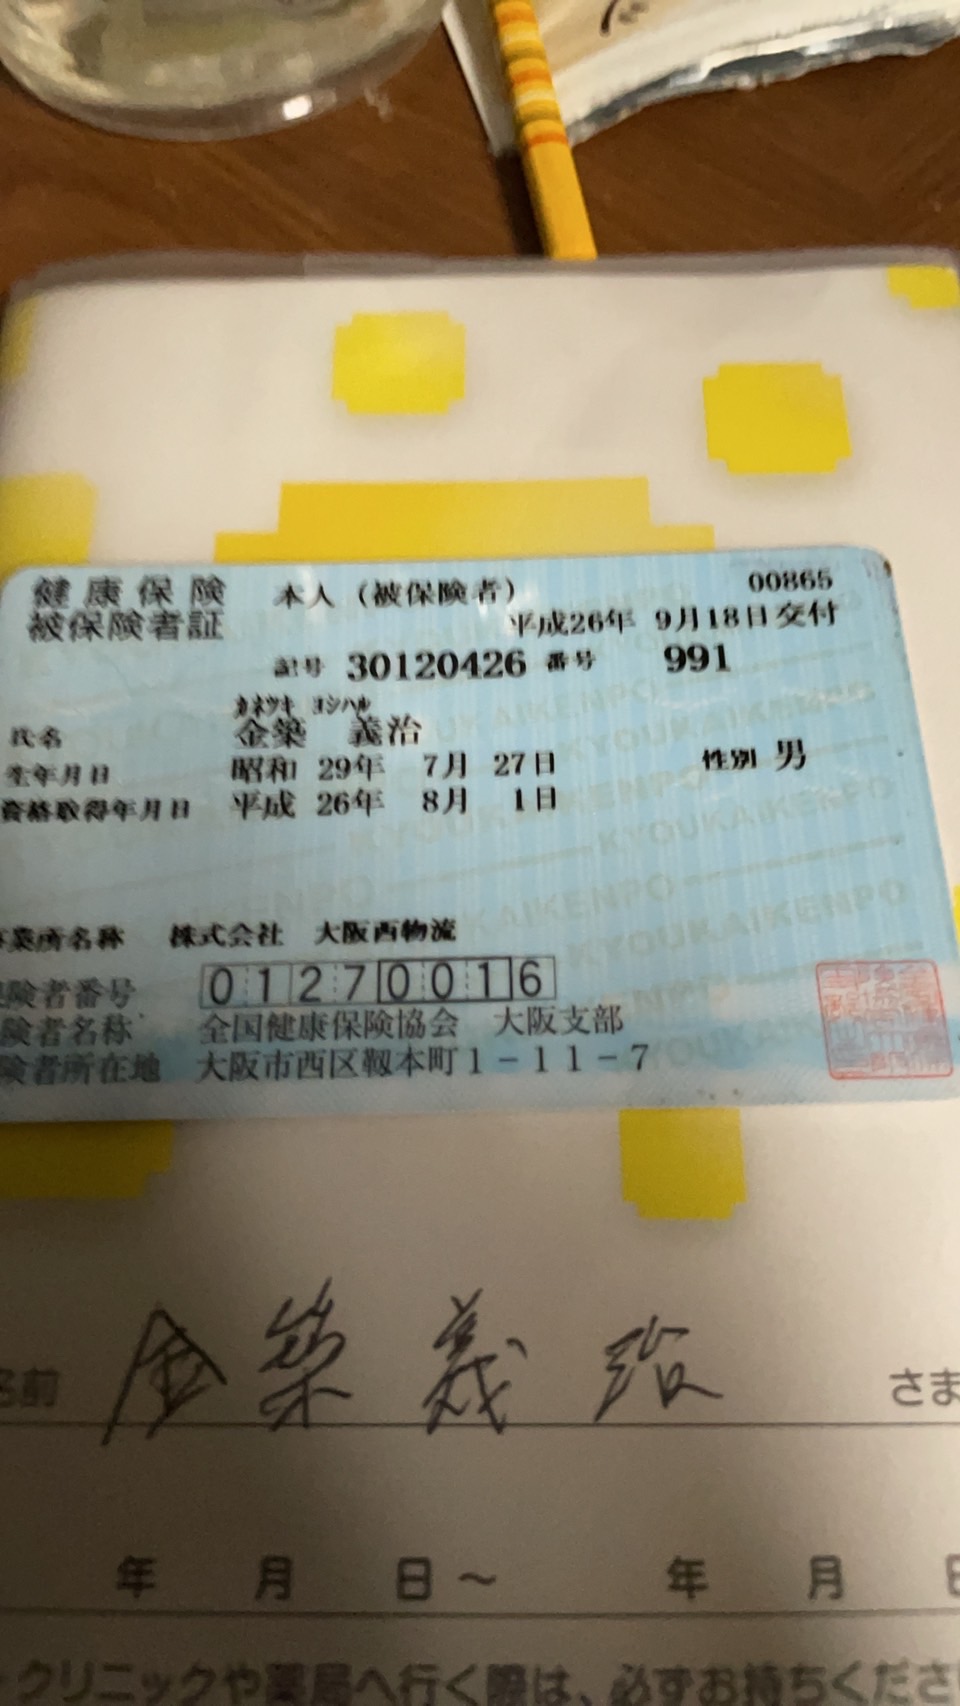 健康保険 本人（被保険者） 00865
被保険者証 平成26年 9月18日交付
記号 30120426 番号 991
カネツキ ヨシハル
氏名 金築 義治
生年月日 昭和 29年 7月 27日 性別 男
資格取得年月日 平成 26年 8月 1日
KYOUKAIKENPO
業所名称 株式会社 大阪西物流
険者番号 01270016
険者名称 全国健康保険協会 大阪支部
険者所在地 大阪市西区靱本町1－11－7
名前 金築義治 さま
年 月 日～ 年 月 日
クリニックや薬局へ行く際は、必ずお持ちくださ